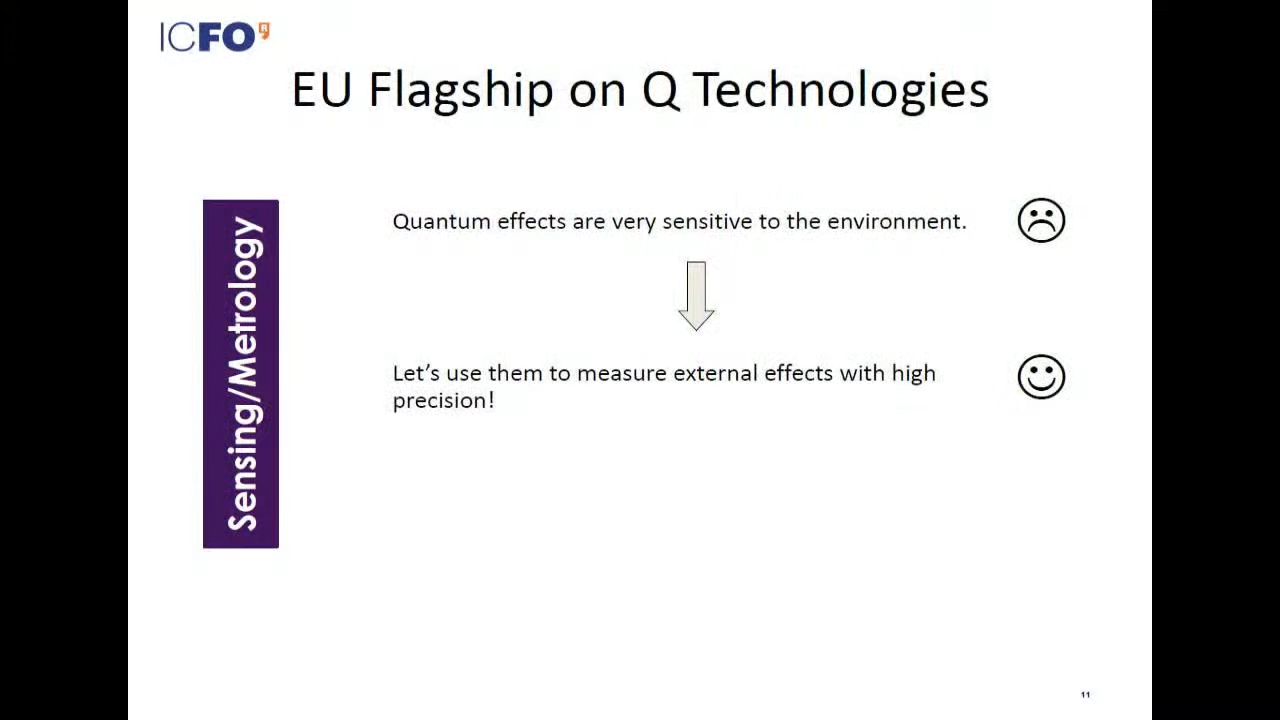 ICFOR
EU Flagship on Q Technologies
Sensing/Metrology
Quantum effects are very sensitive to the environment.
Let’s use them to measure external effects with high
precision!
11